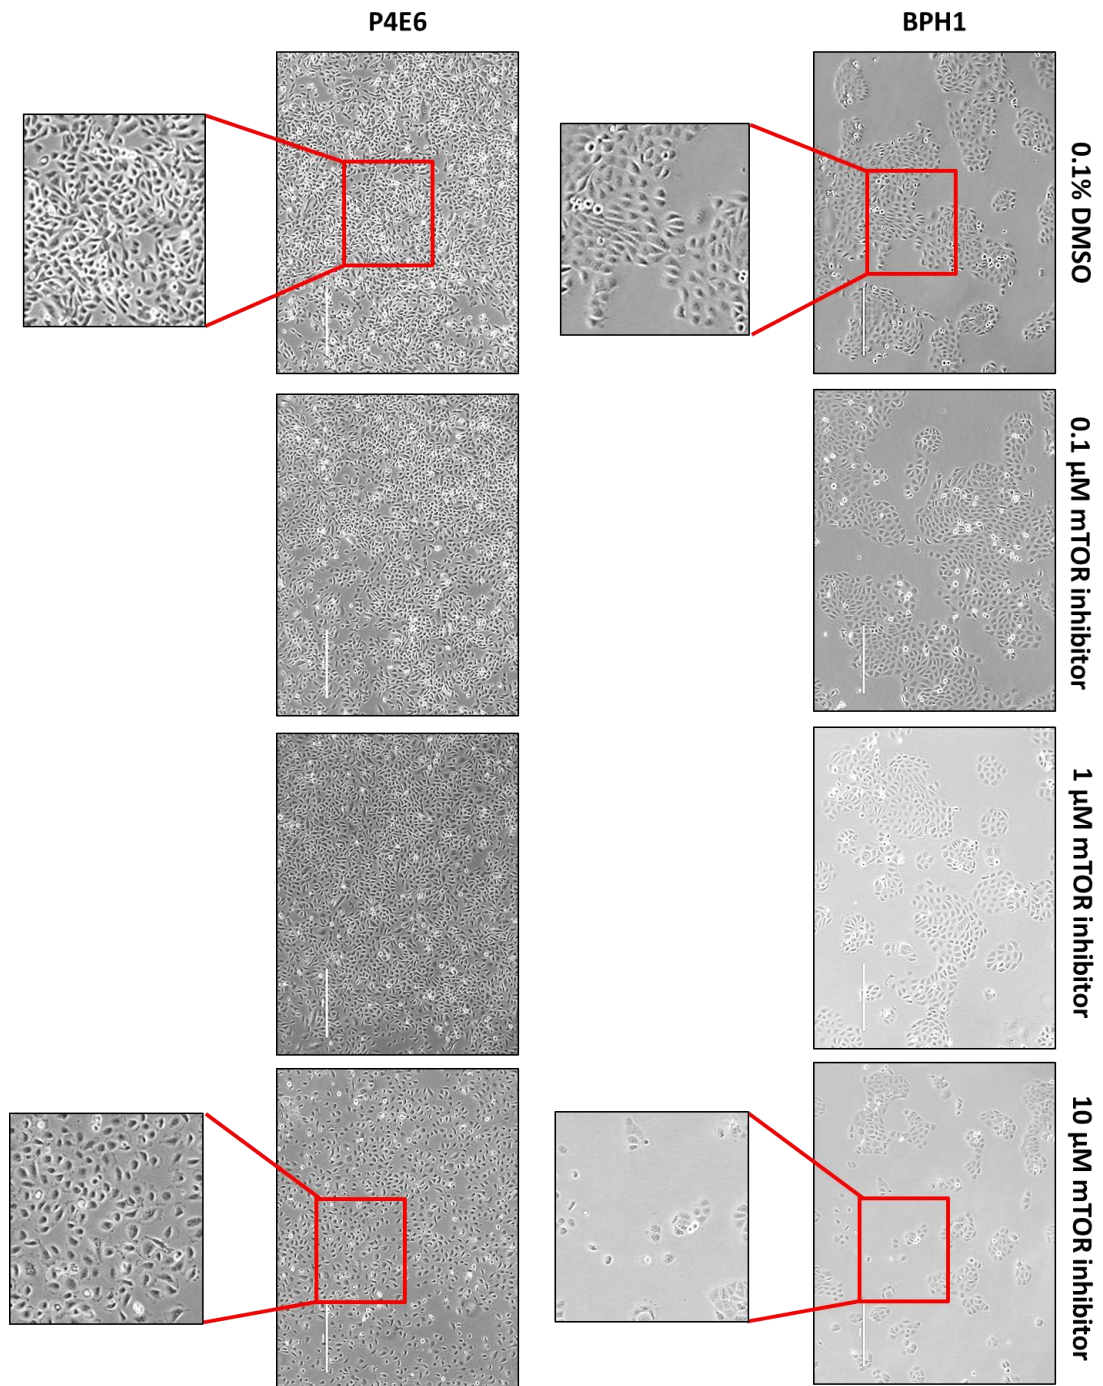 P4E6
BPH1
0.1% DMSO
0.1 µM mTOR inhibitor
1 µM mTOR inhibitor
10 µM mTOR inhibitor